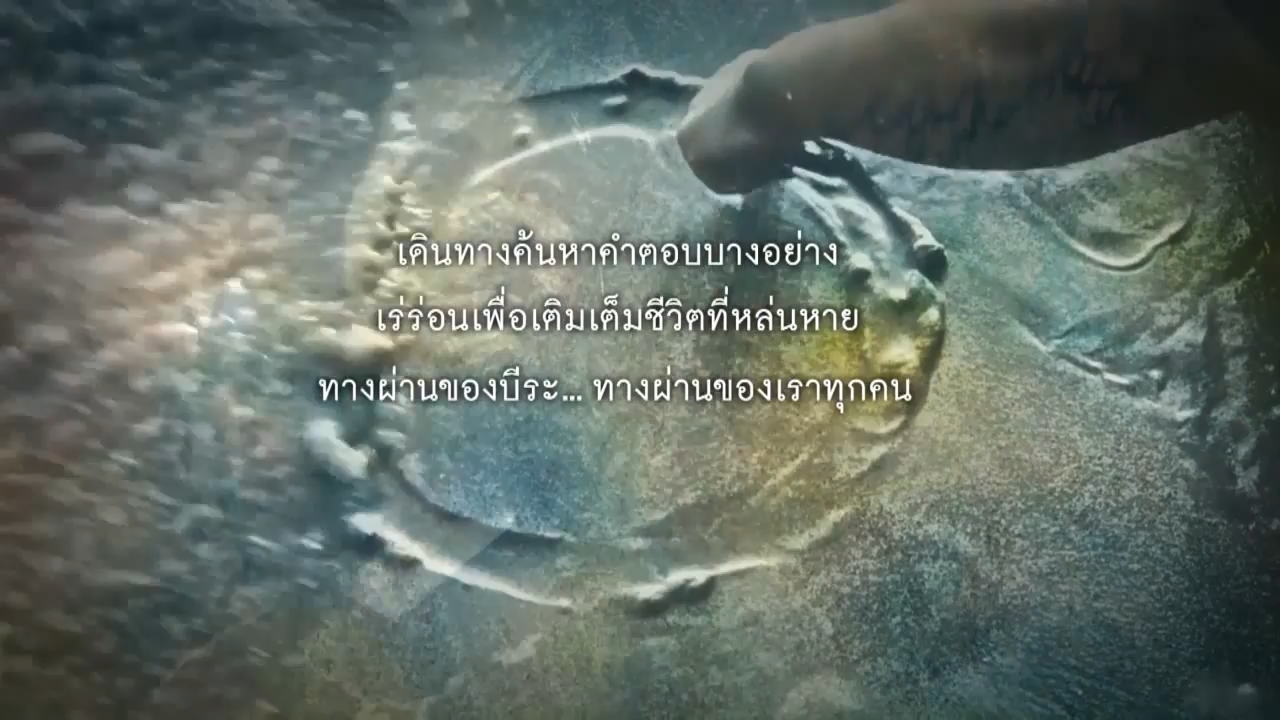 เดินทางค้นหาคำตอบบางอย่าง
เร่ร่อนเพื่อเติมเต็มชีวิตที่หล่นหาย
ทางผ่านของบีระ... ทางผ่านของเราทุกคน